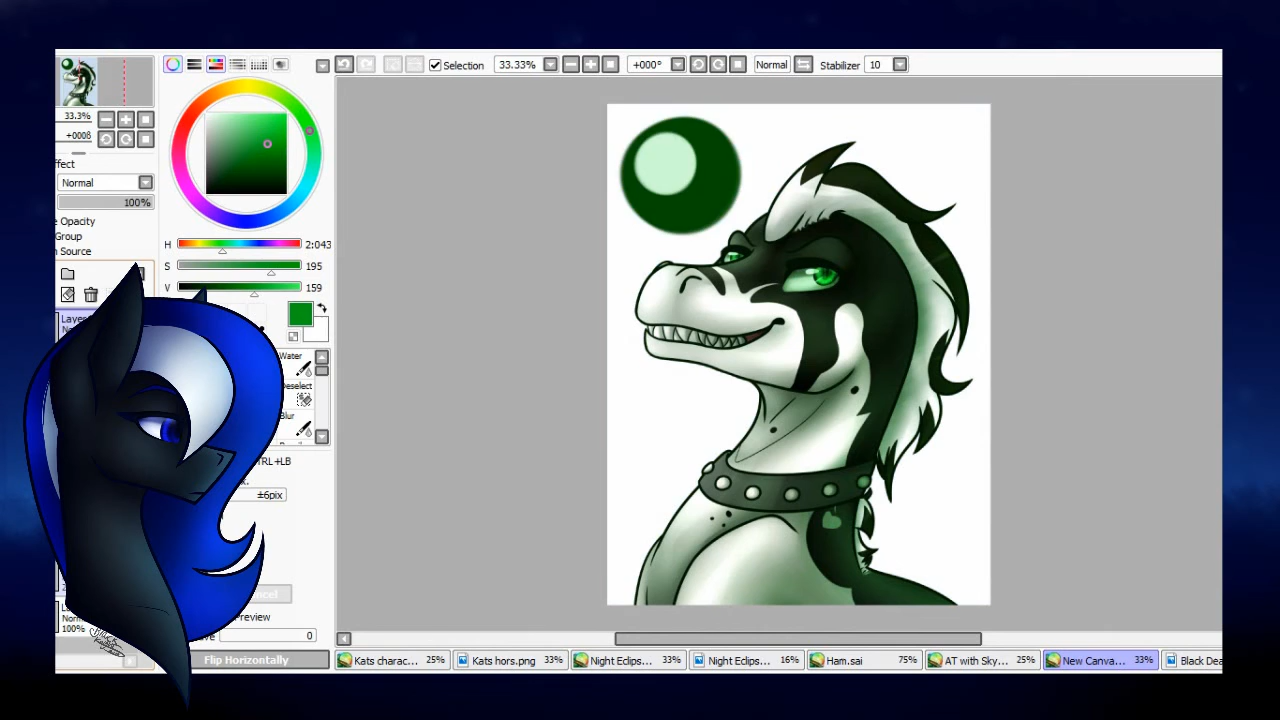 Selection 33.33% +000° Normal Stabilizer 10
33.3%
+0008
ffect
Normal
100%
e Opacity
Group
n Source
H 2:043
S 195
V 159
Layer
Water
Deselect
Blur
TRL+LB
±6pix
100%
ncel
Preview
0
Flip Horizontally
Kats charac... 25%
Kats hors.png 33%
Night Eclips... 33%
Night Eclips... 16%
Ham.sai 75%
AT with Sky... 25%
New Canva... 33%
Black Dea